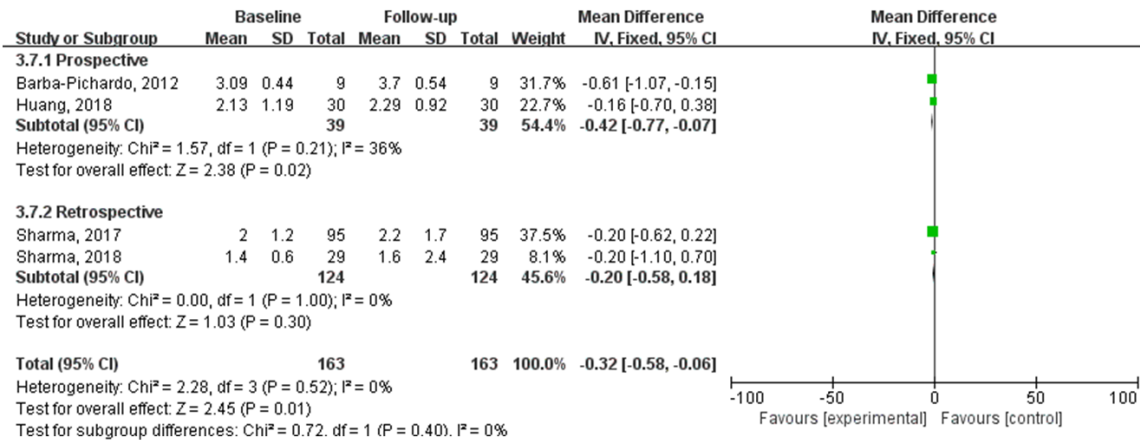 Baseline Follow-up Mean Difference Mean Difference
Study or Subgroup Mean SD Total Mean SD Total Weight IV, Fixed, 95% CI IV, Fixed, 95% CI
3.7.1 Prospective
Barba-Pichardo, 2012 3.09 0.44 9 3.7 0.54 9 31.7% -0.61 [-1.07, -0.15]
Huang, 2018 2.13 1.19 30 2.29 0.92 30 22.7% -0.16 [-0.70, 0.38]
Subtotal (95% CI) 39 39 54.4% -0.42 [-0.77, -0.07]
Heterogeneity: Chi² = 1.57, df = 1 (P = 0.21); I² = 36%
Test for overall effect: Z = 2.38 (P = 0.02)
3.7.2 Retrospective
Sharma, 2017 2 1.2 95 2.2 1.7 95 37.5% -0.20 [-0.62, 0.22]
Sharma, 2018 1.4 0.6 29 1.6 2.4 29 8.1% -0.20 [-1.10, 0.70]
Subtotal (95% CI) 124 124 45.6% -0.20 [-0.58, 0.18]
Heterogeneity: Chi² = 0.00, df = 1 (P = 1.00); I² = 0%
Test for overall effect: Z = 1.03 (P = 0.30)
Total (95% CI) 163 163 100.0% -0.32 [-0.58, -0.06]
Heterogeneity: Chi² = 2.28, df = 3 (P = 0.52); I² = 0%
Test for overall effect: Z = 2.45 (P = 0.01)
Test for subgroup differences: Chi² = 0.72, df = 1 (P = 0.40), I² = 0%
-100 -50 0 50 100
Favours [experimental] Favours [control]